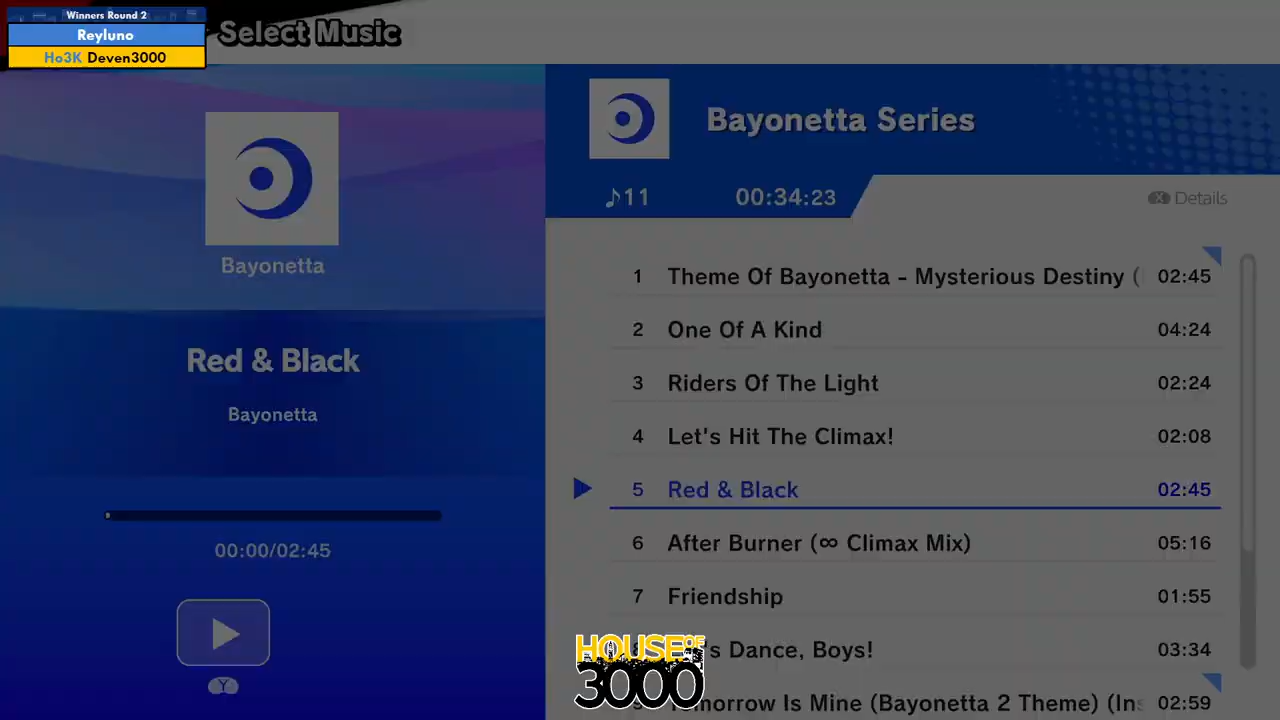 Winners Round 2
Reyluno
Ho3K Deven3000
Select Music
Bayonetta
Red & Black
Bayonetta
00:00/02:45
Y
Bayonetta Series
♪11 00:34:23
X Details
1 Theme Of Bayonetta - Mysterious Destiny ( 02:45
2 One Of A Kind 04:24
3 Riders Of The Light 02:24
4 Let's Hit The Climax! 02:08
5 Red & Black 02:45
6 After Burner (∞ Climax Mix) 05:16
7 Friendship 01:55
's Dance, Boys! 03:34
Tomorrow Is Mine (Bayonetta 2 Theme) (Ins 02:59
HOUSE OF
3000